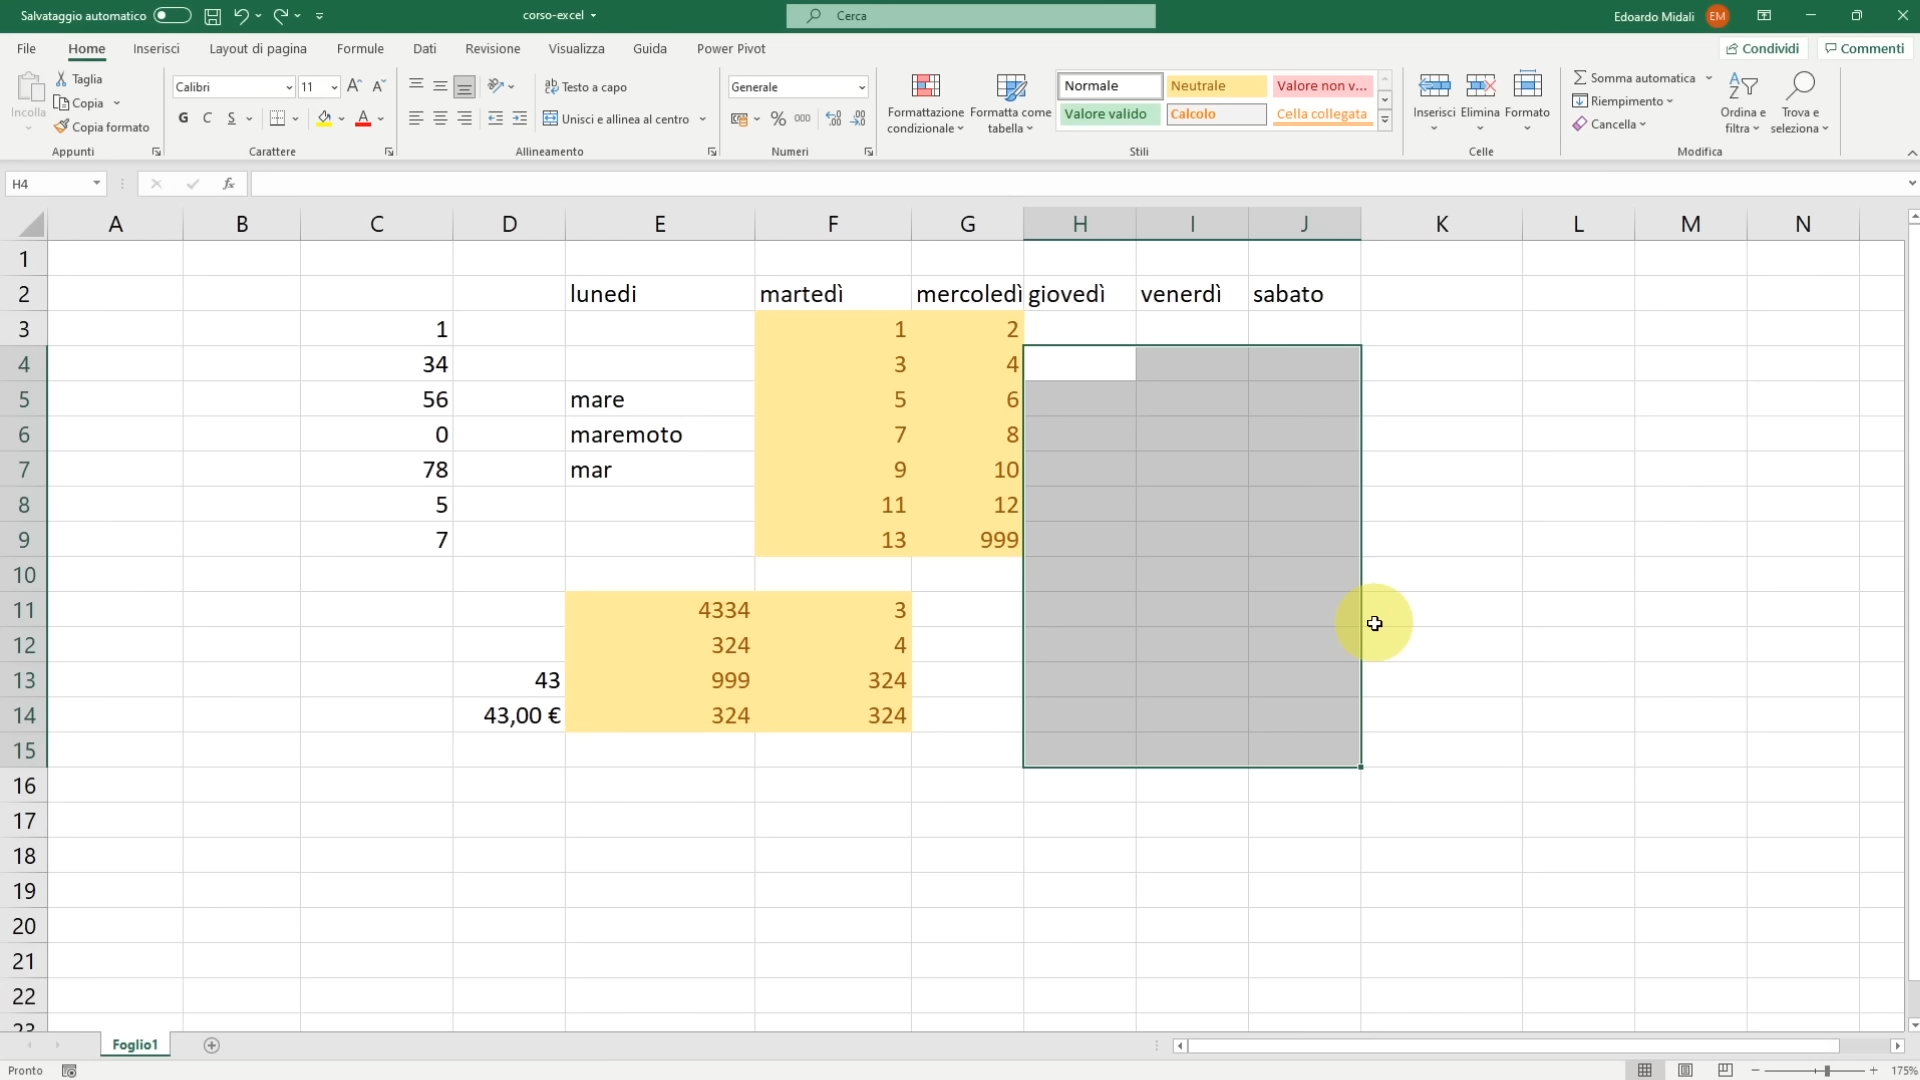 Salvataggio automatico
corso-excel
Cerca
Edoardo Midali
EM
File
Home
Inserisci
Layout di pagina
Formule
Dati
Revisione
Visualizza
Guida
Power Pivot
Condividi
Commenti
Incolla
Taglia
Copia
Copia formato
Appunti
Calibri
11
G C S
Carattere
Testo a capo
Unisci e allinea al centro
Allineamento
Generale
% 000
Numeri
Formattazione condizionale
Formatta come tabella
Normale
Neutrale
Valore non v...
Valore valido
Calcolo
Cella collegata
Stili
Inserisci
Elimina
Formato
Celle
Somma automatica
Riempimento
Cancella
Ordina e filtra
Trova e seleziona
Modifica
H4
fx
A B C D E F G H I J K L M N
1
2 lunedi martedì mercoledì giovedì venerdì sabato
3 1 1 2
4 34 3 4
5 56 mare 5 6
6 0 maremoto 7 8
7 78 mar 9 10
8 5 11 12
9 7 13 999
10
11 4334 3
12 324 4
13 43 999 324
14 43,00 € 324 324
15
16
17
18
19
20
21
22
23
Foglio1
Pronto
175%